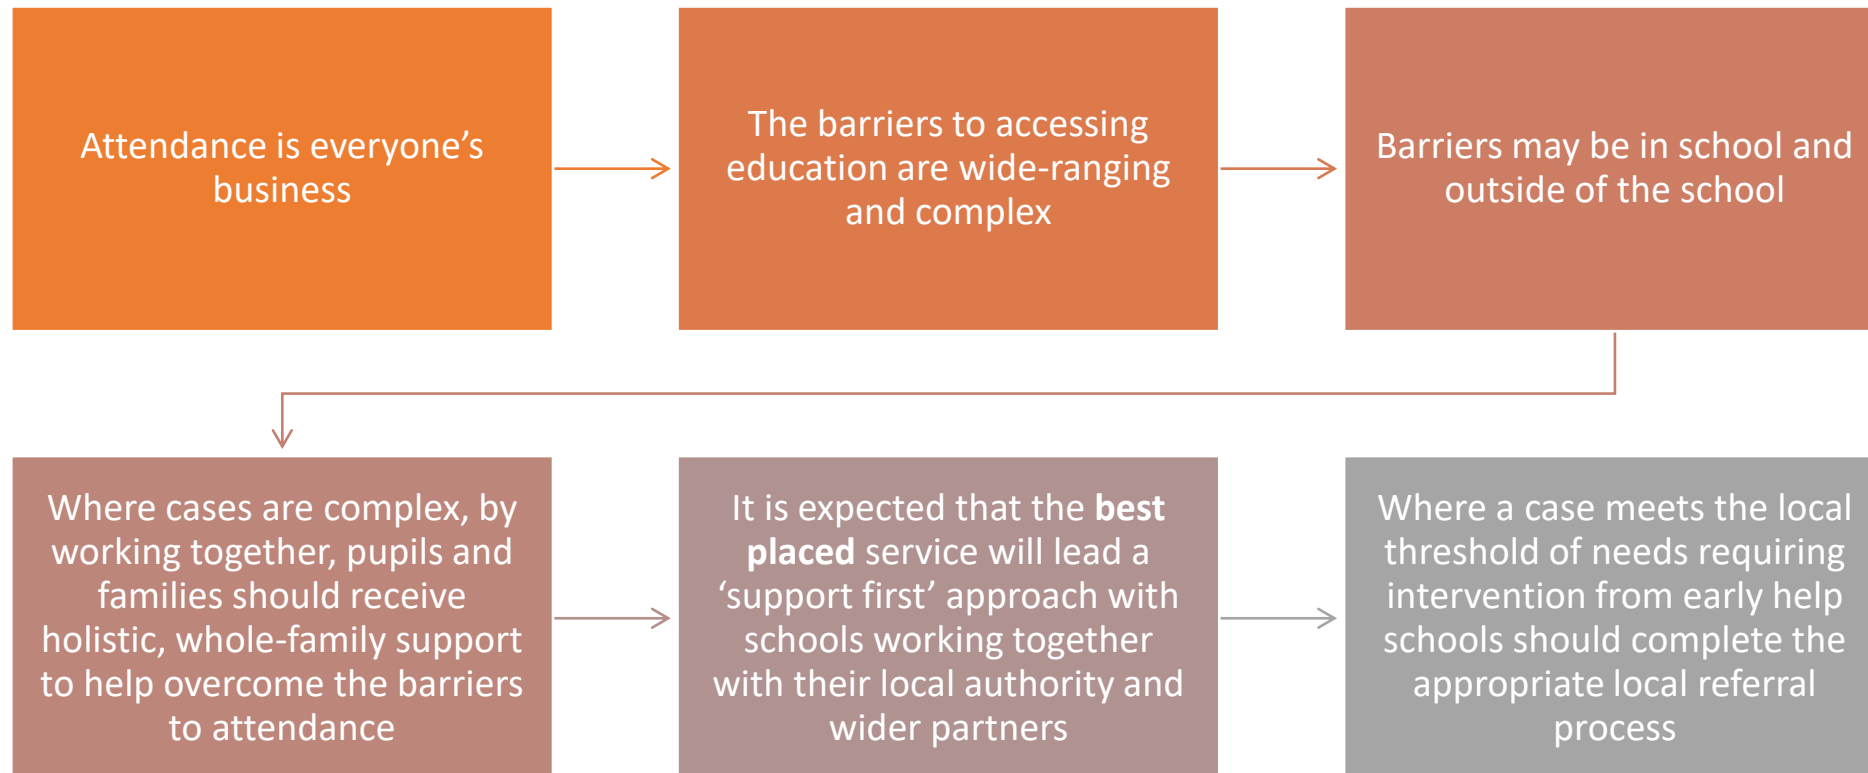 Attendance is everyone’s
business
The barriers to accessing
education are wide-ranging
and complex
Barriers may be in school and
outside of the school
Where cases are complex, by
working together, pupils and
families should receive
holistic, whole-family support
to help overcome the barriers
to attendance
It is expected that the best
placed service will lead a
‘support first’ approach with
schools working together
with their local authority and
wider partners
Where a case meets the local
threshold of needs requiring
intervention from early help
schools should complete the
appropriate local referral
process